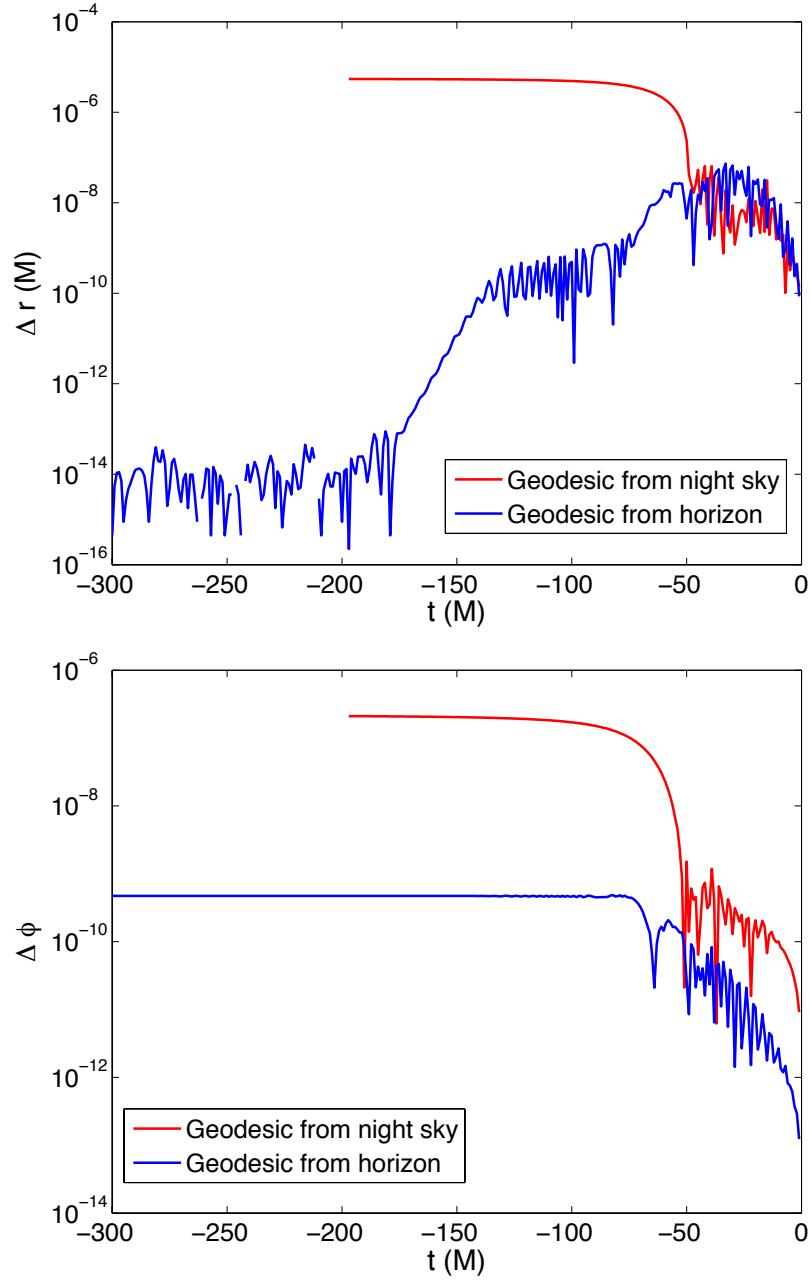 10⁻⁴
10⁻⁶
10⁻⁸
10⁻¹⁰
10⁻¹²
10⁻¹⁴
10⁻¹⁶
Δ r (M)
Geodesic from night sky
Geodesic from horizon
−300 −250 −200 −150 −100 −50 0
t (M)
10⁻⁶
10⁻⁸
10⁻¹⁰
10⁻¹²
10⁻¹⁴
Δ ϕ
Geodesic from night sky
Geodesic from horizon
−300 −250 −200 −150 −100 −50 0
t (M)